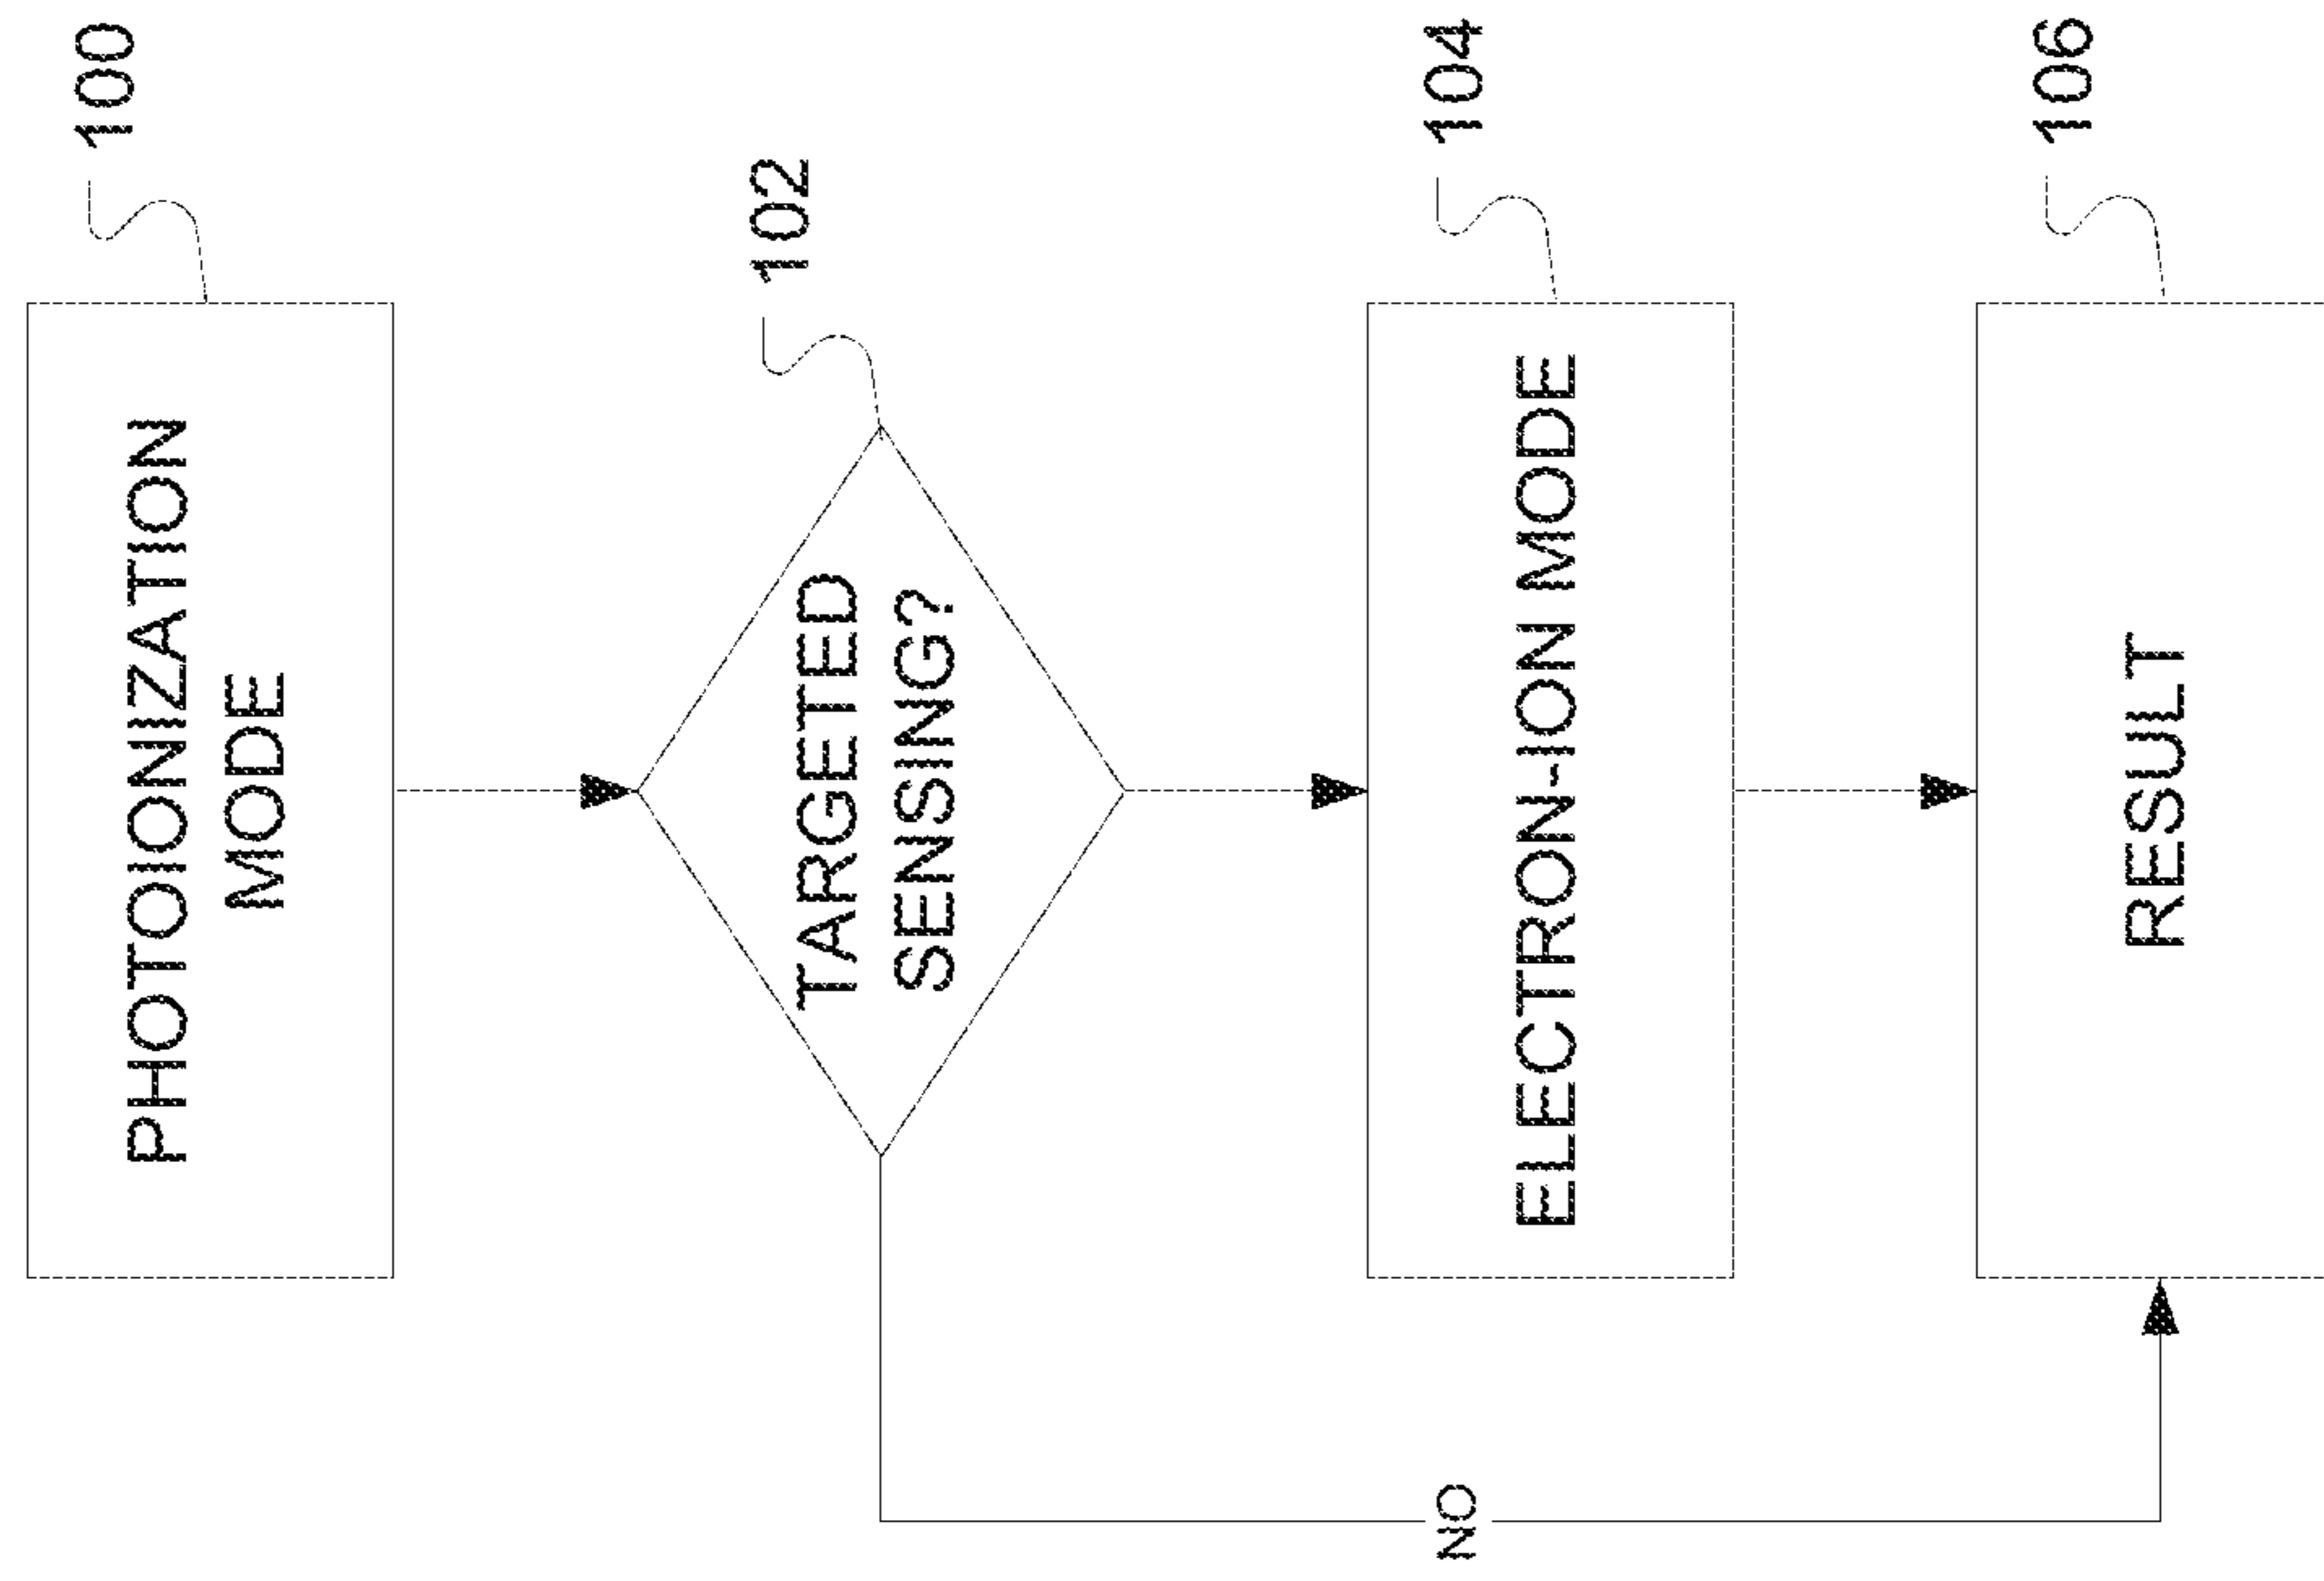 100
PHOTOIONIZATION
MODE
102
TARGETED
SENSING?
104
ELECTRON-ION MODE
NO
106
RESULT